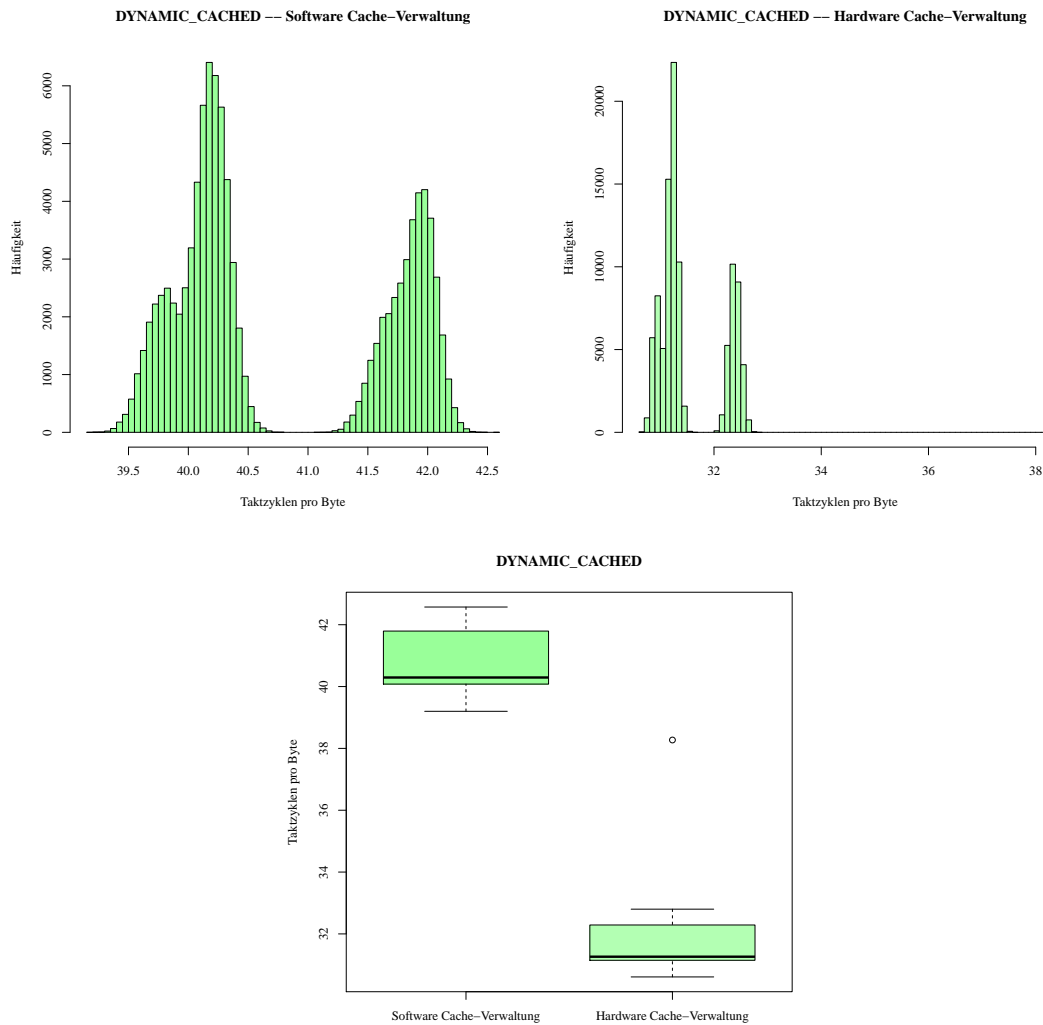 DYNAMIC_CACHED −− Software Cache−Verwaltung
Häufigkeit
0
1000
2000
3000
4000
5000
6000
39.5 40.0 40.5 41.0 41.5 42.0 42.5
Taktzyklen pro Byte
DYNAMIC_CACHED −− Hardware Cache−Verwaltung
Häufigkeit
0
5000
10000
15000
20000
32 34 36 38
Taktzyklen pro Byte
DYNAMIC_CACHED
Taktzyklen pro Byte
32
34
36
38
40
42
Software Cache−Verwaltung Hardware Cache−Verwaltung